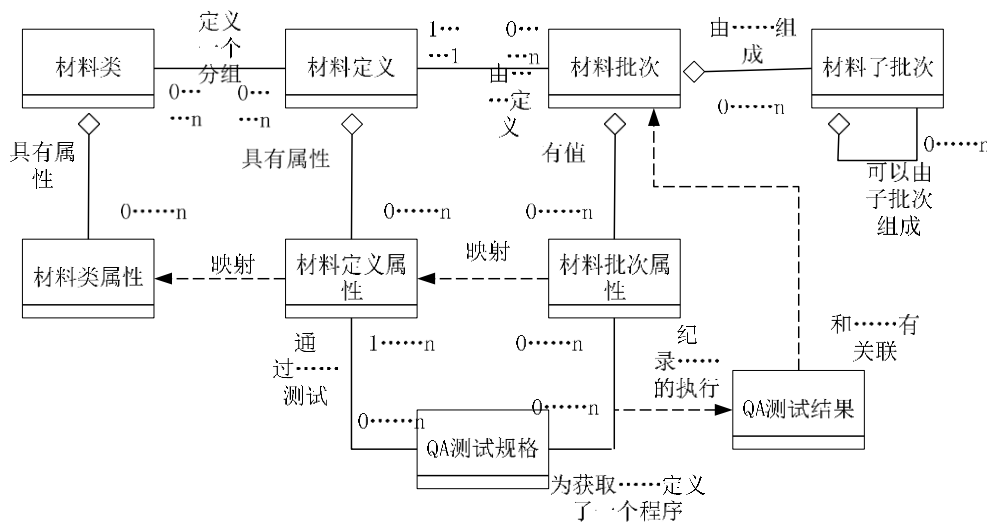 材料类
定义
一个
分组
0…
…n
0…
…n
材料定义
1…
…1
0…
…n
由…
…定
义
材料批次
由……组
成
0……n
材料子批次
0……n
可以由
子批次
组成
具有属
性
0……n
具有属性
0……n
有值
0……n
材料类属性
映射
材料定义属
性
映射
材料批次属
性
通
过……
测试
1……n
0……n
0……n
0……n
纪
录……
的执行
和……有
关联
QA测试规格
QA测试结果
为获取……定义
了一个程序